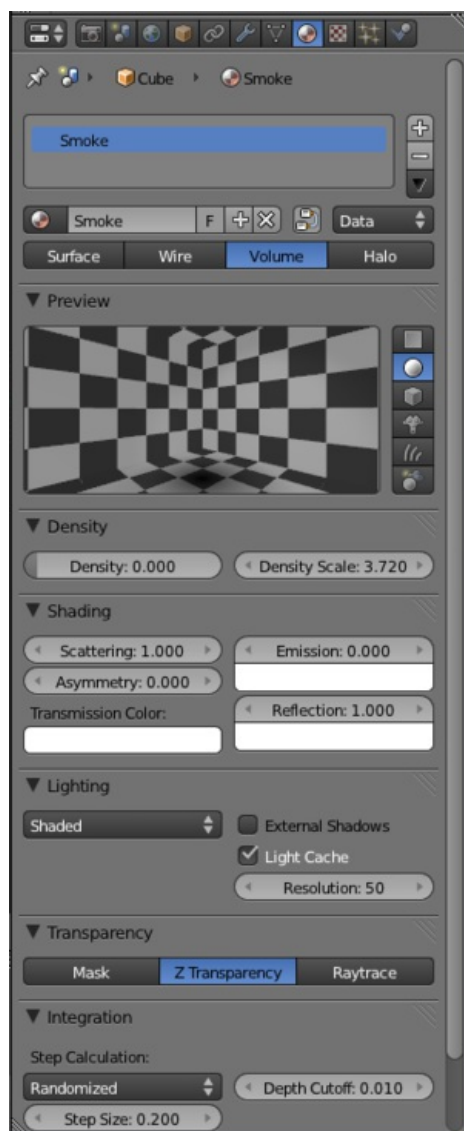 Cube Smoke
Smoke
Smoke F Data
Surface Wire Volume Halo
Preview
Density
Density: 0.000 Density Scale: 3.720
Shading
Scattering: 1.000 Emission: 0.000
Asymmetry: 0.000
Transmission Color: Reflection: 1.000
Lighting
Shaded External Shadows
Light Cache
Resolution: 50
Transparency
Mask Z Transparency Raytrace
Integration
Step Calculation:
Randomized Depth Cutoff: 0.010
Step Size: 0.200